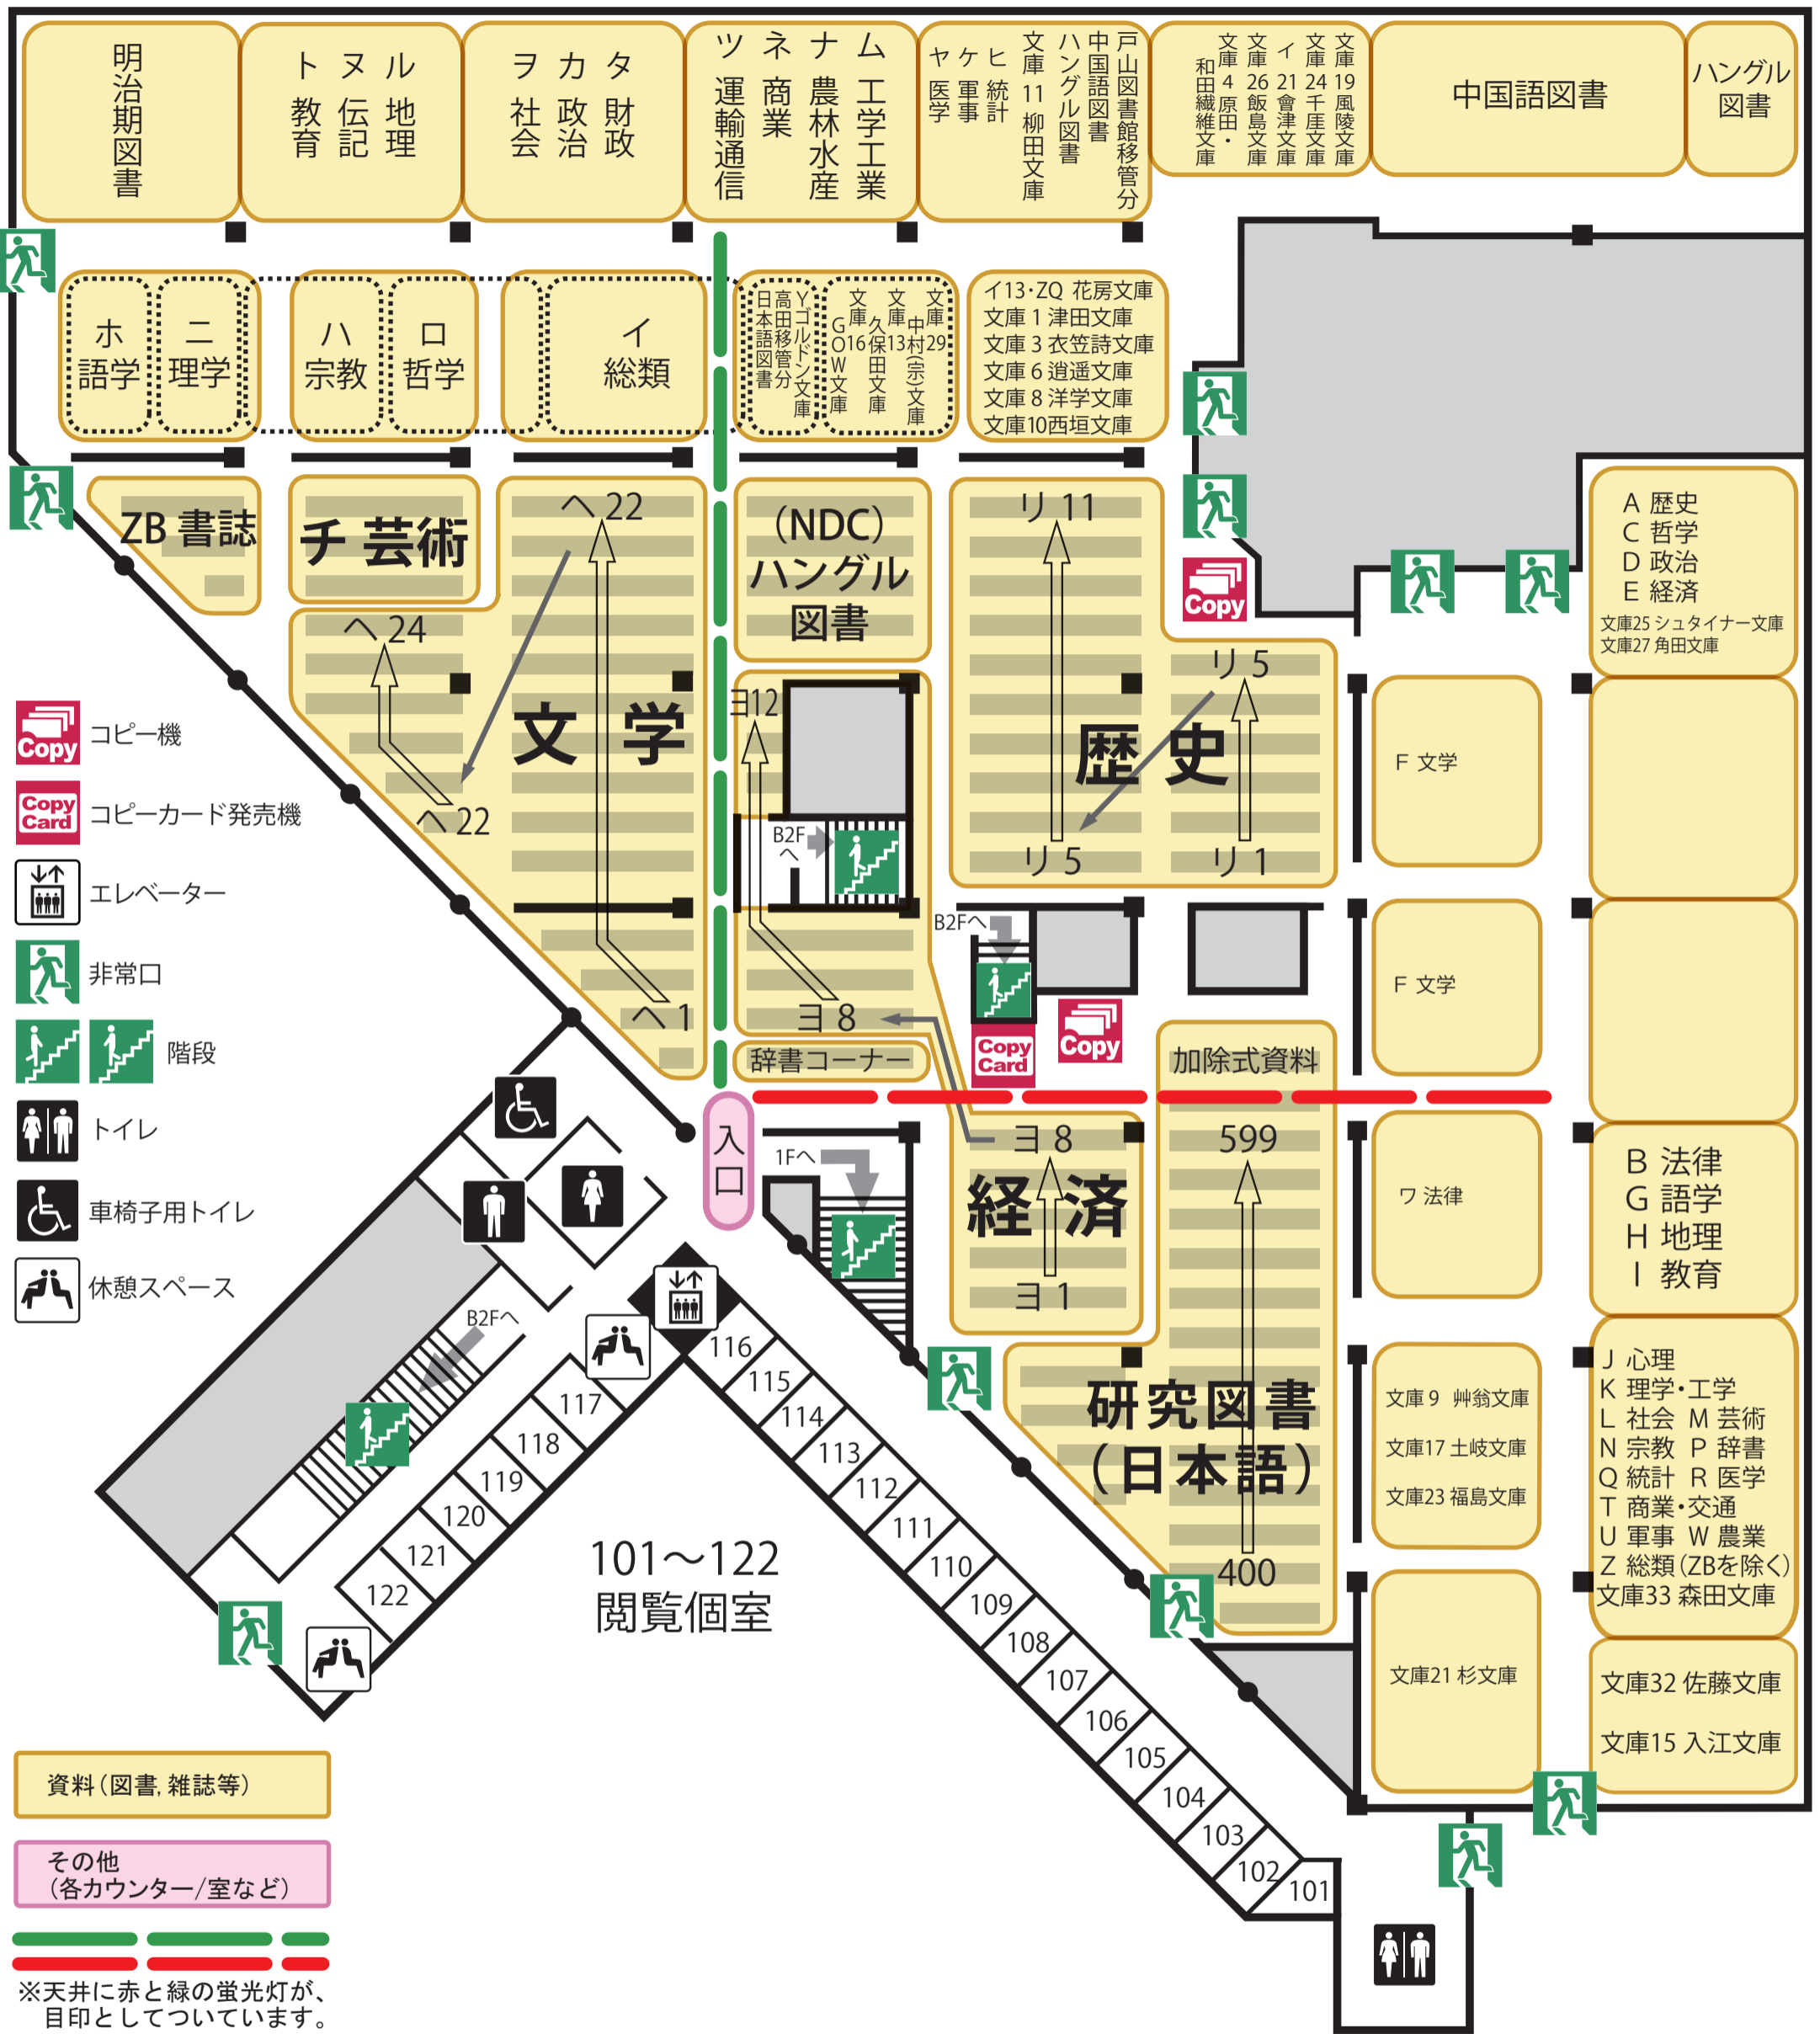 明治期図書
ト 教育
ヌ 伝記
ル 地理
ヲ 社会
カ 政治
タ 財政
ツ 運輸通信
ネ 商業
ナ 農林水産
ム 工学工業
ヤ 医学
ケ 軍事
ヒ 統計
文庫 11 柳田文庫
ハングル図書
中国語図書
戸山図書館移管分
和田繊維文庫
文庫 4 原田・
文庫 26 飯島文庫
イ 21 會津文庫
文庫 24 千厓文庫
文庫 19 風陵文庫
中国語図書
ハングル
図書
ホ
語学
ニ
理学
ハ
宗教
ロ
哲学
イ
総類
日本語図書
高田移管分
Yゴルドン文庫
文庫16
GOW文庫
文庫13
久保田文庫
文庫29
中村(宗)文庫
イ13・ZQ 花房文庫
文庫 1 津田文庫
文庫 3 衣笠詩文庫
文庫 6 逍遥文庫
文庫 8 洋学文庫
文庫10西垣文庫
ZB 書誌
チ 芸術
ヘ 22
(NDC)
ハングル
図書
リ 11
Copy
A 歴史
C 哲学
D 政治
E 経済
文庫25 シュタイナー文庫
文庫27 角田文庫
ヘ 24
リ 5
文 学
ヨ12
歴 史
F 文学
ヘ 22
B2F
へ
リ 5
リ 1
B2Fへ
F 文学
ヘ 1
ヨ 8
Copy
Card
Copy
辞書コーナー
加除式資料
入口
1Fへ
ヨ 8
599
経 済
ヨ 1
ワ 法律
B 法律
G 語学
H 地理
I 教育
研究図書
(日本語)
400
文庫 9 艸翁文庫
文庫17 土岐文庫
文庫23 福島文庫
J 心理
K 理学・工学
L 社会 M 芸術
N 宗教 P 辞書
Q 統計 R 医学
T 商業・交通
U 軍事 W 農業
Z 総類(ZBを除く)
文庫33 森田文庫
文庫21 杉文庫
文庫32 佐藤文庫
文庫15 入江文庫
Copy
コピー機
Copy
Card
コピーカード発売機
エレベーター
非常口
階段
トイレ
車椅子用トイレ
休憩スペース
B2Fへ
116
115
114
113
112
111
110
109
108
107
106
105
104
103
102
101
117
118
119
120
121
122
101〜122
閲覧個室
資料(図書,雑誌等)
その他
(各カウンター/室など)
※天井に赤と緑の蛍光灯が、
目印としてついています。